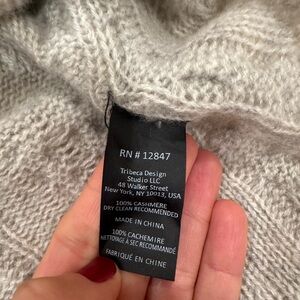 RN # 12847
Tribeca Design
Studio LLC
48 Walker Street
New York, NY 10013, USA
100% CASHMERE
DRY CLEAN RECOMMENDED
MADE IN CHINA
100% CACHEMIRE
NETTOYAGE À SEC RECOMMANDÉ
FABRIQUÉ EN CHINE